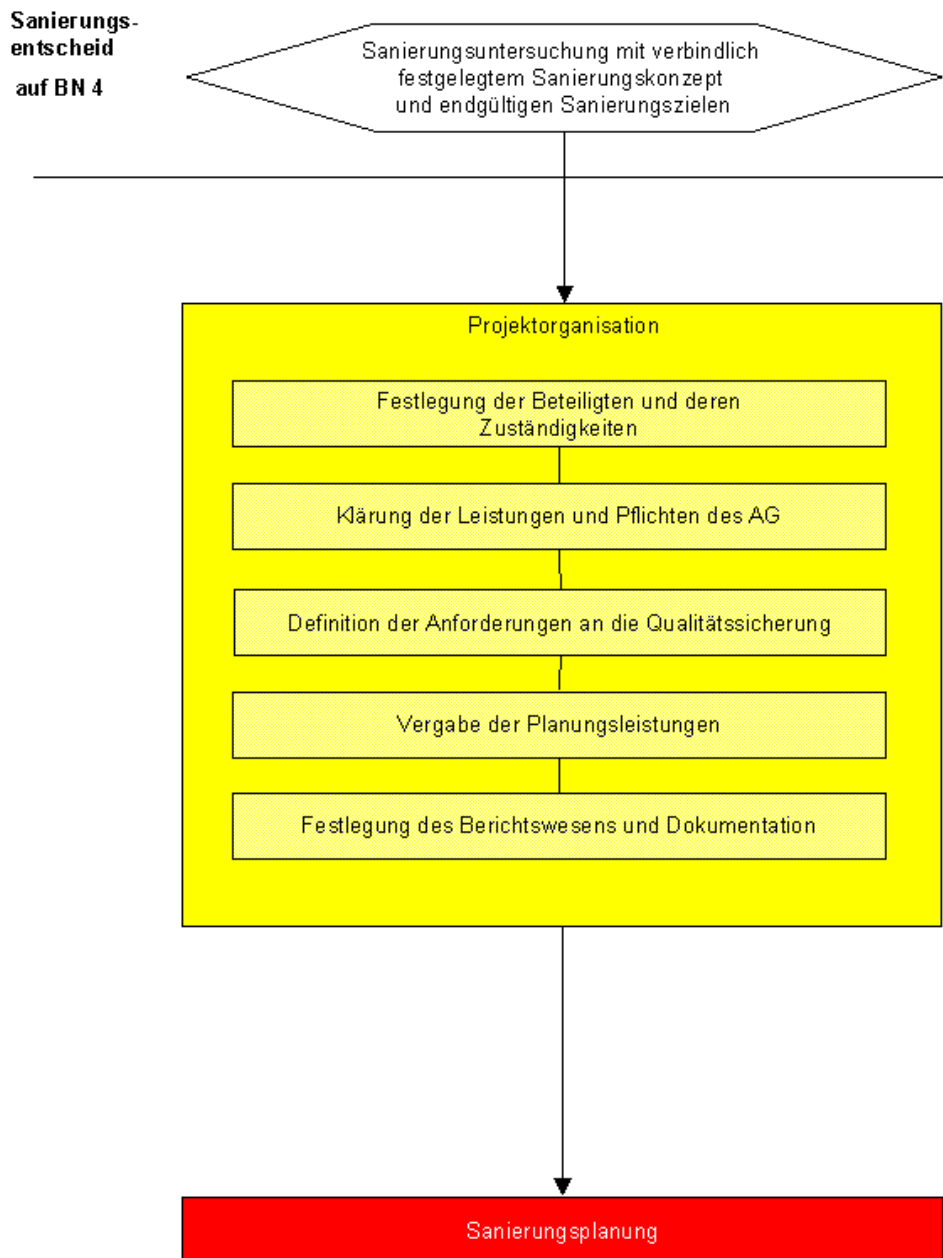 Sanierungs-
entscheid
auf BN 4
Sanierungsuntersuchung mit verbindlich
festgelegtem Sanierungskonzept
und endgültigen Sanierungszielen
Projektorganisation
Festlegung der Beteiligten und deren
Zuständigkeiten
Klärung der Leistungen und Pflichten des AG
Definition der Anforderungen an die Qualitätssicherung
Vergabe der Planungsleistungen
Festlegung des Berichtswesens und Dokumentation
Sanierungsplanung